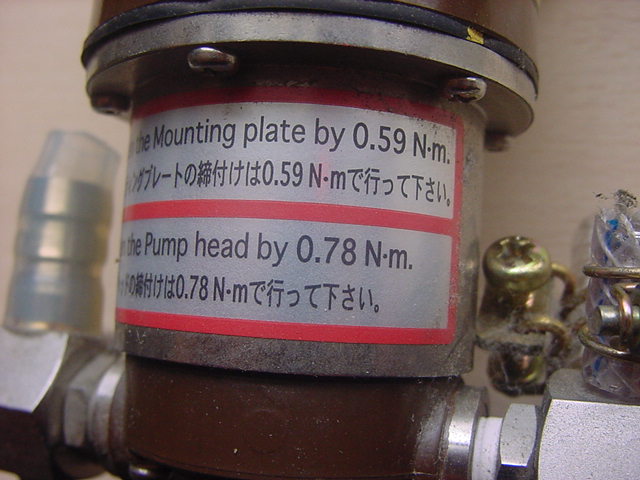 the Mounting plate by 0.59 N·m.
ィングプレートの締付けは0.59 N·mで行って下さい。
the Pump head by 0.78 N·m.
ドの締付けは0.78 N·mで行って下さい。